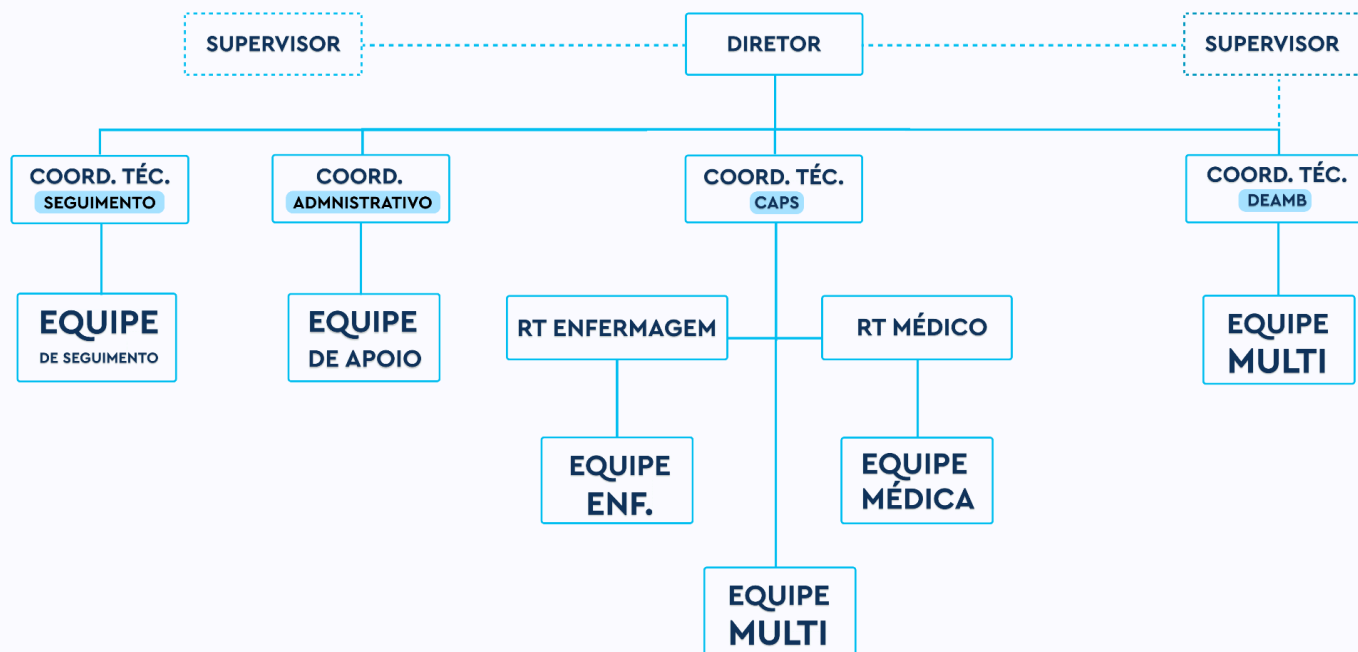 SUPERVISOR
DIRETOR
SUPERVISOR
COORD. TÉC.
SEGUIMENTO
COORD.
ADMNISTRATIVO
COORD. TÉC.
CAPS
COORD. TÉC.
DEAMB
EQUIPE
DE SEGUIMENTO
EQUIPE
DE APOIO
RT ENFERMAGEM
RT MÉDICO
EQUIPE
MULTI
EQUIPE
ENF.
EQUIPE
MÉDICA
EQUIPE
MULTI